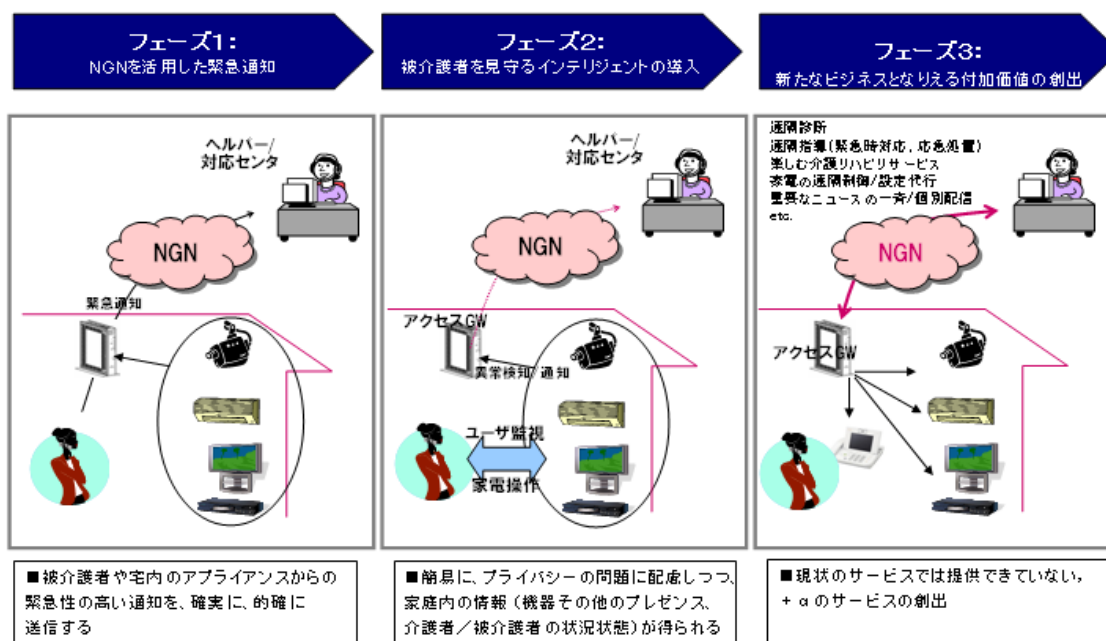 フェーズ1:
NGNを活用した緊急通知
フェーズ2:
被介護者を見守るインテリジェントの導入
フェーズ3:
新たなビジネスとなりえる付加価値の創出
ヘルパー/
対応センタ
NGN
緊急通知
ヘルパー/
対応センタ
NGN
アクセスGW
異常検知/通知
ユーザ監視
家電操作
遠隔診断
遠隔指導(緊急時対応, 応急処置)
楽しむ介護リハビリサービス
家電の遠隔制御/設定代行
重要なニュースの一斉/個別配信
etc.
NGN
アクセスGW
■被介護者や宅内のアプライアンスからの
緊急性の高い通知を、確実に、的確に
送信する
■簡易に、プライバシーの問題に配慮しつつ、
家庭内の情報(機器その他のプレゼンス、
介護者/被介護者の状況状態)が得られる
■現状のサービスでは提供できていない,
+αのサービスの創出